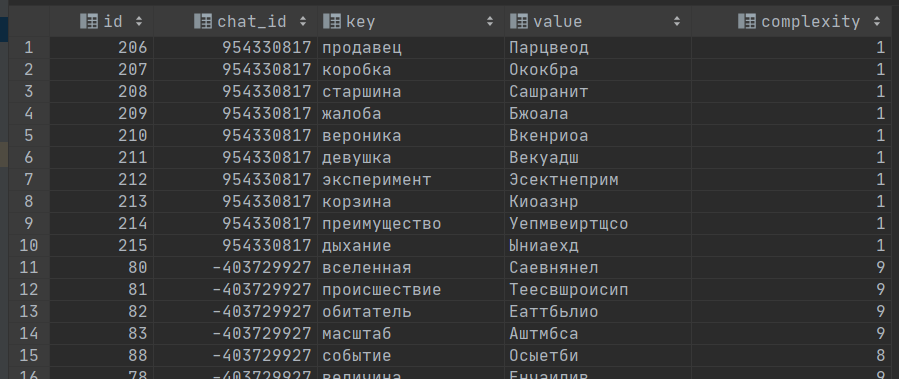 id chat_id key value complexity
1 206 954330817 продавец Парцвеод 1
2 207 954330817 коробка Ококбра 1
3 208 954330817 старшина Сашранит 1
4 209 954330817 жалоба Бжоала 1
5 210 954330817 вероника Вкенриоа 1
6 211 954330817 девушка Векуадш 1
7 212 954330817 эксперимент Эсектнеприм 1
8 213 954330817 корзина Киоазнр 1
9 214 954330817 преимущество Уепмвеиртщсо 1
10 215 954330817 дыхание Ыниаехд 1
11 80 -403729927 вселенная Саевнянел 9
12 81 -403729927 происшествие Теесвшроисип 9
13 82 -403729927 обитатель Еаттбьлио 9
14 83 -403729927 масштаб Аштмбса 9
15 88 -403729927 событие Осыетби 8
16 78 -403729927 величина Енчаилив 9